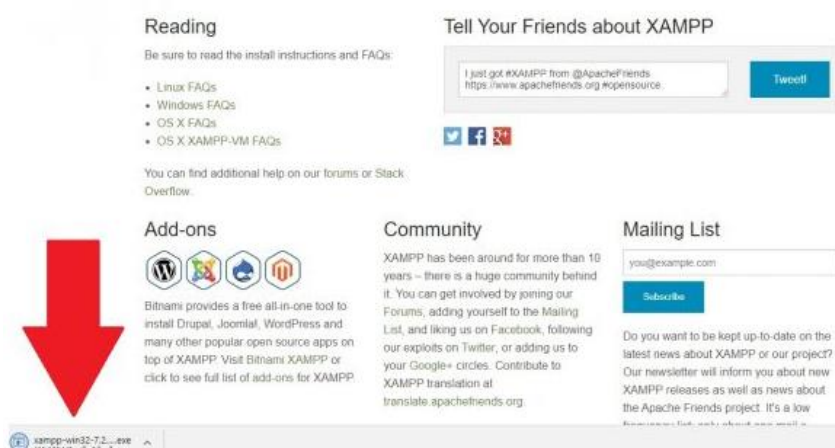 Reading
Be sure to read the install instructions and FAQs:
• Linux FAQs
• Windows FAQs
• OS X FAQs
• OS X XAMPP-VM FAQs
You can find additional help on our forums or Stack
Overflow.
Tell Your Friends about XAMPP
I just got #XAMPP from @ApacheFriends
https://www.apachefriends.org #opensource
Tweet!
Add-ons
Bitnami provides a free all-in-one tool to
install Drupal, Joomla!, WordPress and
many other popular open source apps on
top of XAMPP. Visit Bitnami XAMPP or
click to see full list of add-ons for XAMPP.
Community
XAMPP has been around for more than 10
years – there is a huge community behind
it. You can get involved by joining our
Forums, adding yourself to the Mailing
List, and liking us on Facebook, following
our exploits on Twitter, or adding us to
your Google+ circles. Contribute to
XAMPP translation at
translate.apachefriends.org.
Mailing List
you@example.com
Subscribe
Do you want to be kept up-to-date on the
latest news about XAMPP or our project?
Our newsletter will inform you about new
XAMPP releases as well as news about
the Apache Friends project. It's a low
frequency list: only about one mail a
xampp-win32-7.2....exe